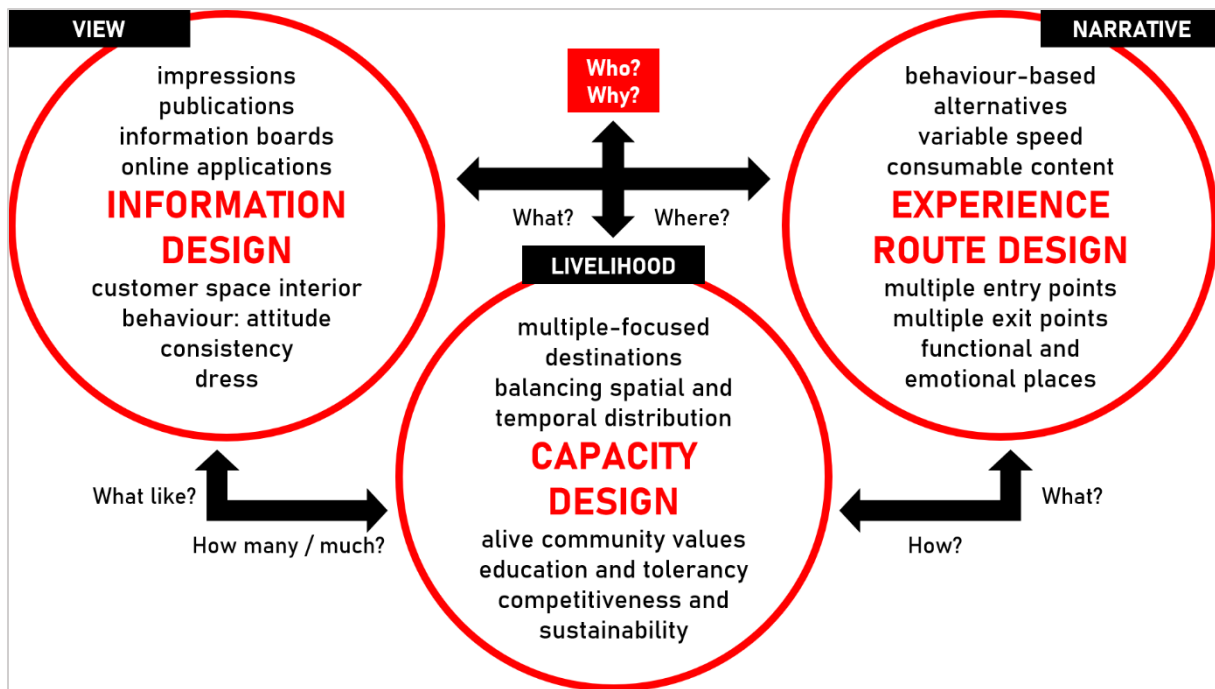 VIEW
impressions
publications
information boards
online applications
INFORMATION
DESIGN
customer space interior
behaviour: attitude
consistency
dress
Who?
Why?
What?
Where?
NARRATIVE
behaviour-based
alternatives
variable speed
consumable content
EXPERIENCE
ROUTE DESIGN
multiple entry points
multiple exit points
functional and
emotional places
LIVELIHOOD
multiple-focused
destinations
balancing spatial and
temporal distribution
CAPACITY
DESIGN
alive community values
education and tolerancy
competitiveness and
sustainability
What like?
How many / much?
What?
How?